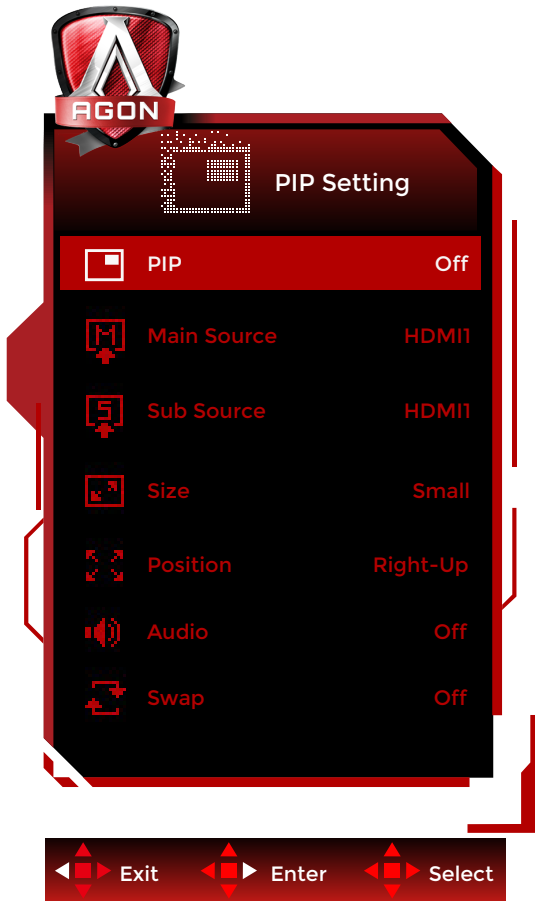 AGON
PIP Setting
PIP Off
Main Source HDMI1
Sub Source HDMI1
Size Small
Position Right-Up
Audio Off
Swap Off
Exit Enter Select